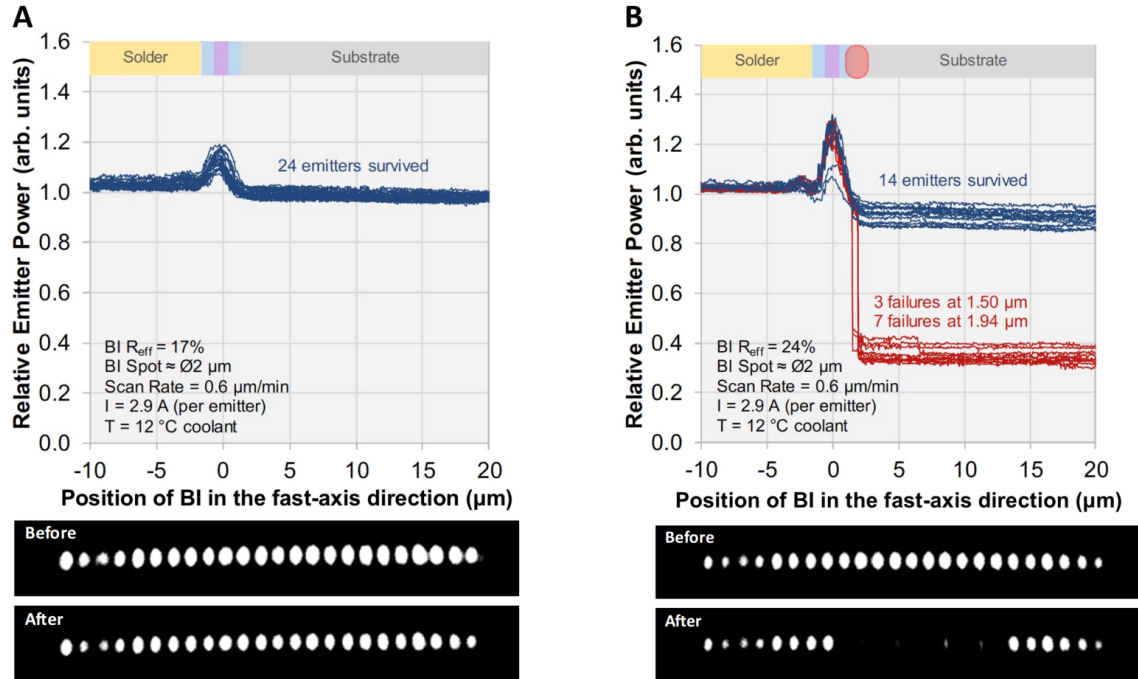 A
Relative Emitter Power (arb. units)
1.6
1.4
1.2
1.0
0.8
0.6
0.4
0.2
0.0
Solder
Substrate
24 emitters survived
BI Reff = 17%
BI Spot ≈ Ø2 µm
Scan Rate = 0.6 µm/min
I = 2.9 A (per emitter)
T = 12 °C coolant
-10
-5
0
5
10
15
20
Position of BI in the fast-axis direction (µm)
Before
After
B
Relative Emitter Power (arb. units)
1.6
1.4
1.2
1.0
0.8
0.6
0.4
0.2
0.0
Solder
Substrate
14 emitters survived
3 failures at 1.50 µm
7 failures at 1.94 µm
BI Reff = 24%
BI Spot ≈ Ø2 µm
Scan Rate = 0.6 µm/min
I = 2.9 A (per emitter)
T = 12 °C coolant
-10
-5
0
5
10
15
20
Position of BI in the fast-axis direction (µm)
Before
After